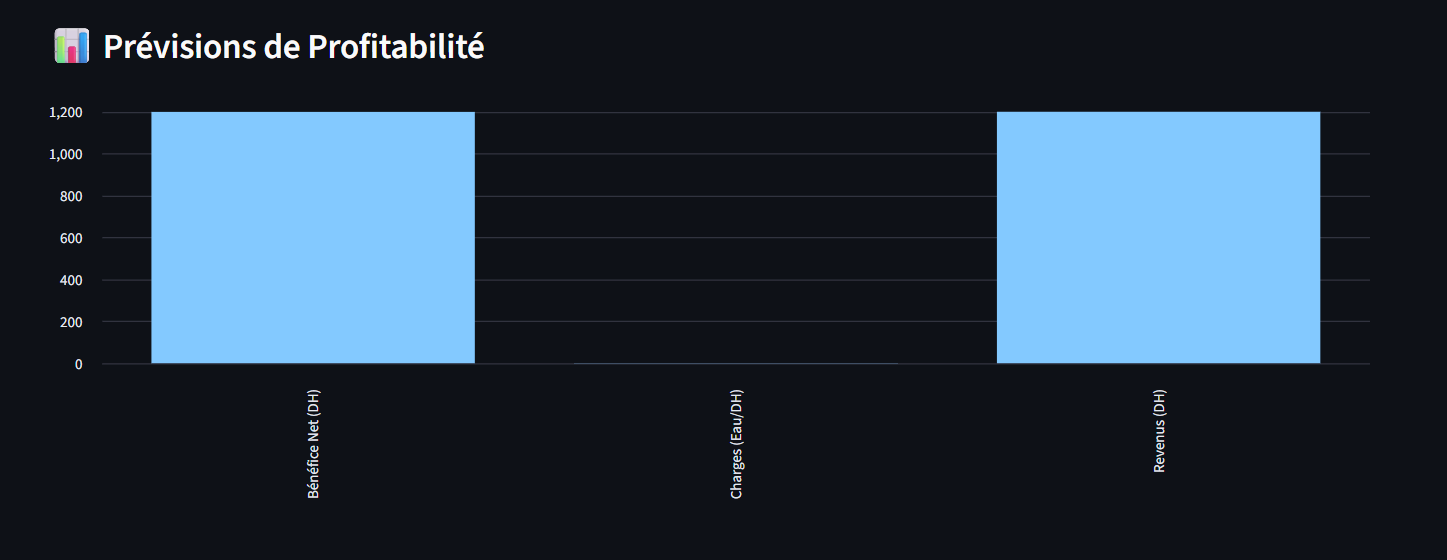 Prévisions de Profitabilité
1,200
1,000
800
600
400
200
0
Bénéfice Net (DH)
Charges (Eau/DH)
Revenus (DH)